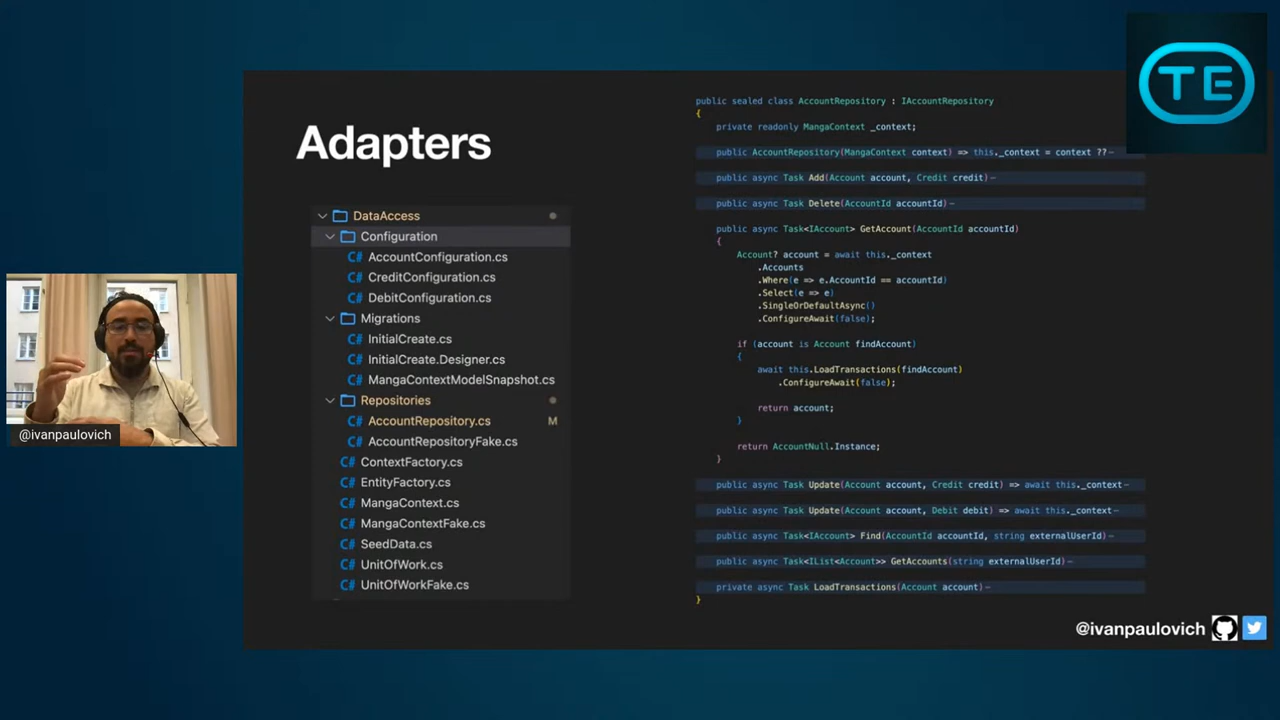 TE
Adapters
DataAccess
Configuration
C# AccountConfiguration.cs
C# CreditConfiguration.cs
C# DebitConfiguration.cs
Migrations
C# InitialCreate.cs
C# InitialCreate.Designer.cs
C# MangaContextModelSnapshot.cs
Repositories
C# AccountRepository.cs M
C# AccountRepositoryFake.cs
C# ContextFactory.cs
C# EntityFactory.cs
C# MangaContext.cs
C# MangaContextFake.cs
C# SeedData.cs
C# UnitOfWork.cs
C# UnitOfWorkFake.cs
public sealed class AccountRepository : IAccountRepository
{
private readonly MangaContext _context;
public AccountRepository(MangaContext context) => this._context = context ??…
public async Task Add(Account account, Credit credit)…
public async Task Delete(AccountId accountId)…
public async Task<IAccount> GetAccount(AccountId accountId)
{
Account? account = await this._context
.Accounts
.Where(e => e.AccountId == accountId)
.Select(e => e)
.SingleOrDefaultAsync()
.ConfigureAwait(false);
if (account is Account findAccount)
{
await this.LoadTransactions(findAccount)
.ConfigureAwait(false);
return account;
}
return AccountNull.Instance;
}
public async Task Update(Account account, Credit credit) => await this._context…
public async Task Update(Account account, Debit debit) => await this._context…
public async Task<IAccount> Find(AccountId accountId, string externalUserId)…
public async Task<IList<Account>> GetAccounts(string externalUserId)…
private async Task LoadTransactions(Account account)…
}
@ivanpaulovich
@ivanpaulovich